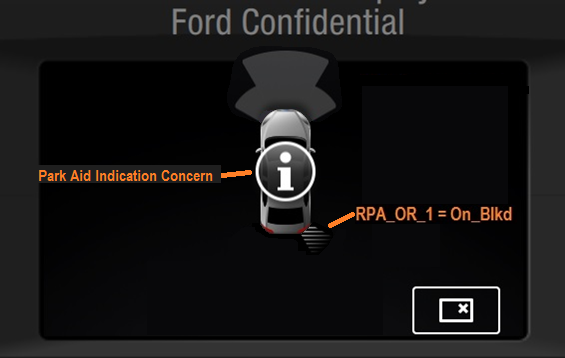 Ford Confidential
Park Aid Indication Concern
RPA_OR_1 = On_Blkd